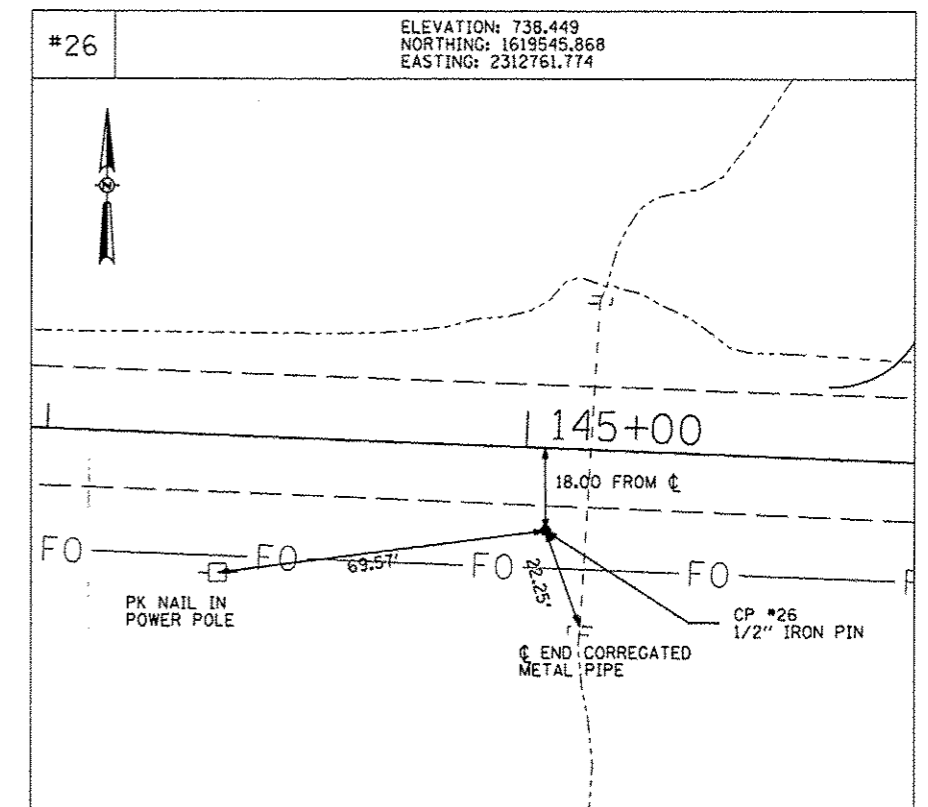 #26
ELEVATION: 738.449
NORTHING: 1619545.868
EASTING: 2312761.774
N
145+00
18.00 FROM ℄
FO FO FO FO F
69.57'
22.25'
PK NAIL IN
POWER POLE
CP #26
1/2" IRON PIN
℄ END CORREGATED
METAL PIPE